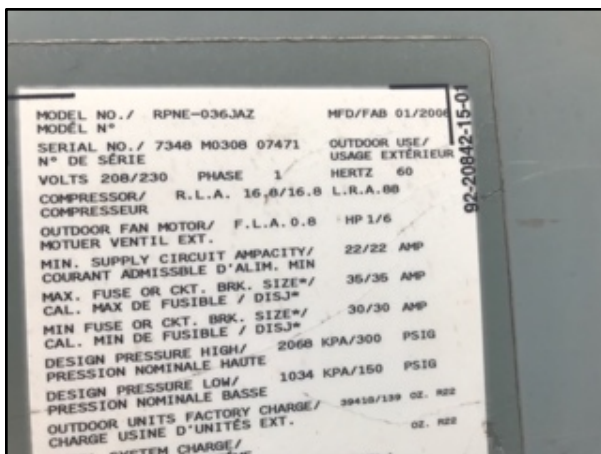 MODEL NO./ RPNE-036JAZ MFD/FAB 01/2008
MODÈL N°
SERIAL NO./ 7348 M0308 07471 OUTDOOR USE/
N° DE SÉRIE USAGE EXTÉRIEUR
VOLTS 208/230 PHASE 1 HERTZ 60
COMPRESSOR/ R.L.A. 16.8/16.8 L.R.A.88
COMPRESSEUR
OUTDOOR FAN MOTOR/ F.L.A.0.8 HP 1/6
MOTUER VENTIL EXT.
MIN. SUPPLY CIRCUIT AMPACITY/ 22/22 AMP
COURANT ADMISSBLE D'ALIM. MIN
MAX. FUSE OR CKT. BRK. SIZE*/ 35/35 AMP
CAL. MAX DE FUSIBLE / DISJ*
MIN FUSE OR CKT. BRK. SIZE*/ 30/30 AMP
CAL. MIN DE FUSIBLE / DISJ*
DESIGN PRESSURE HIGH/ 2068 KPA/300 PSIG
PRESSION NOMINALE HAUTE
DESIGN PRESSURE LOW/ 1034 KPA/150 PSIG
PRESSION NOMINALE BASSE
OUTDOOR UNITS FACTORY CHARGE/ 3941G/139 OZ. R22
CHARGE USINE D'UNITÉS EXT.
OZ. R22
SYSTEM CHARGE/
92-20842-15-01